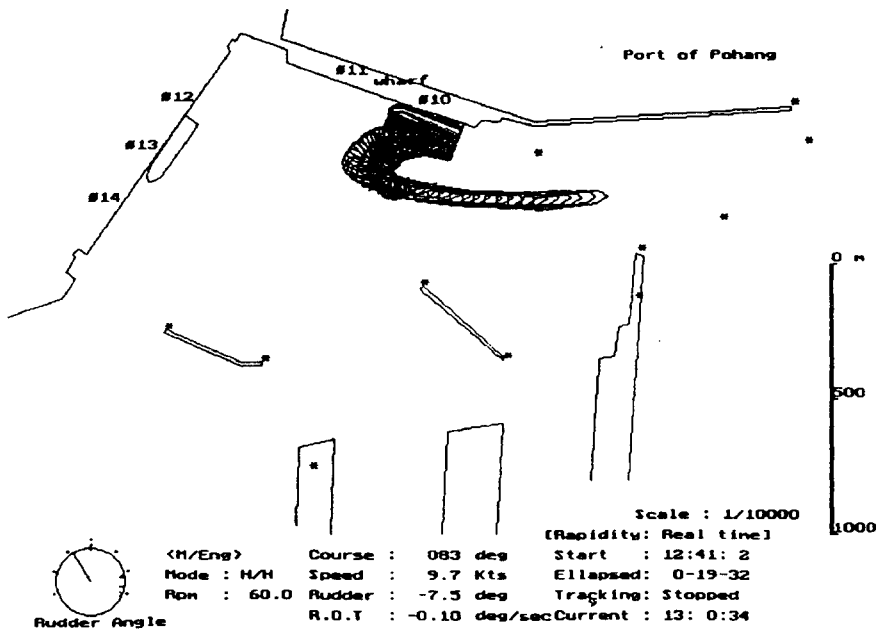 Port of Pohang
#11
wharf
#10
#12
#13
#14
0 m
500
1000
Scale : 1/10000
[Rapidity: Real time]
<M/Eng> Course : 083 deg Start : 12:41: 2
Mode : H/H Speed : 9.7 Kts Ellapsed: 0-19-32
Rpm : 60.0 Rudder : -7.5 deg Tracking: Stopped
Rudder Angle R.O.T : -0.10 deg/sec Current : 13: 0:34